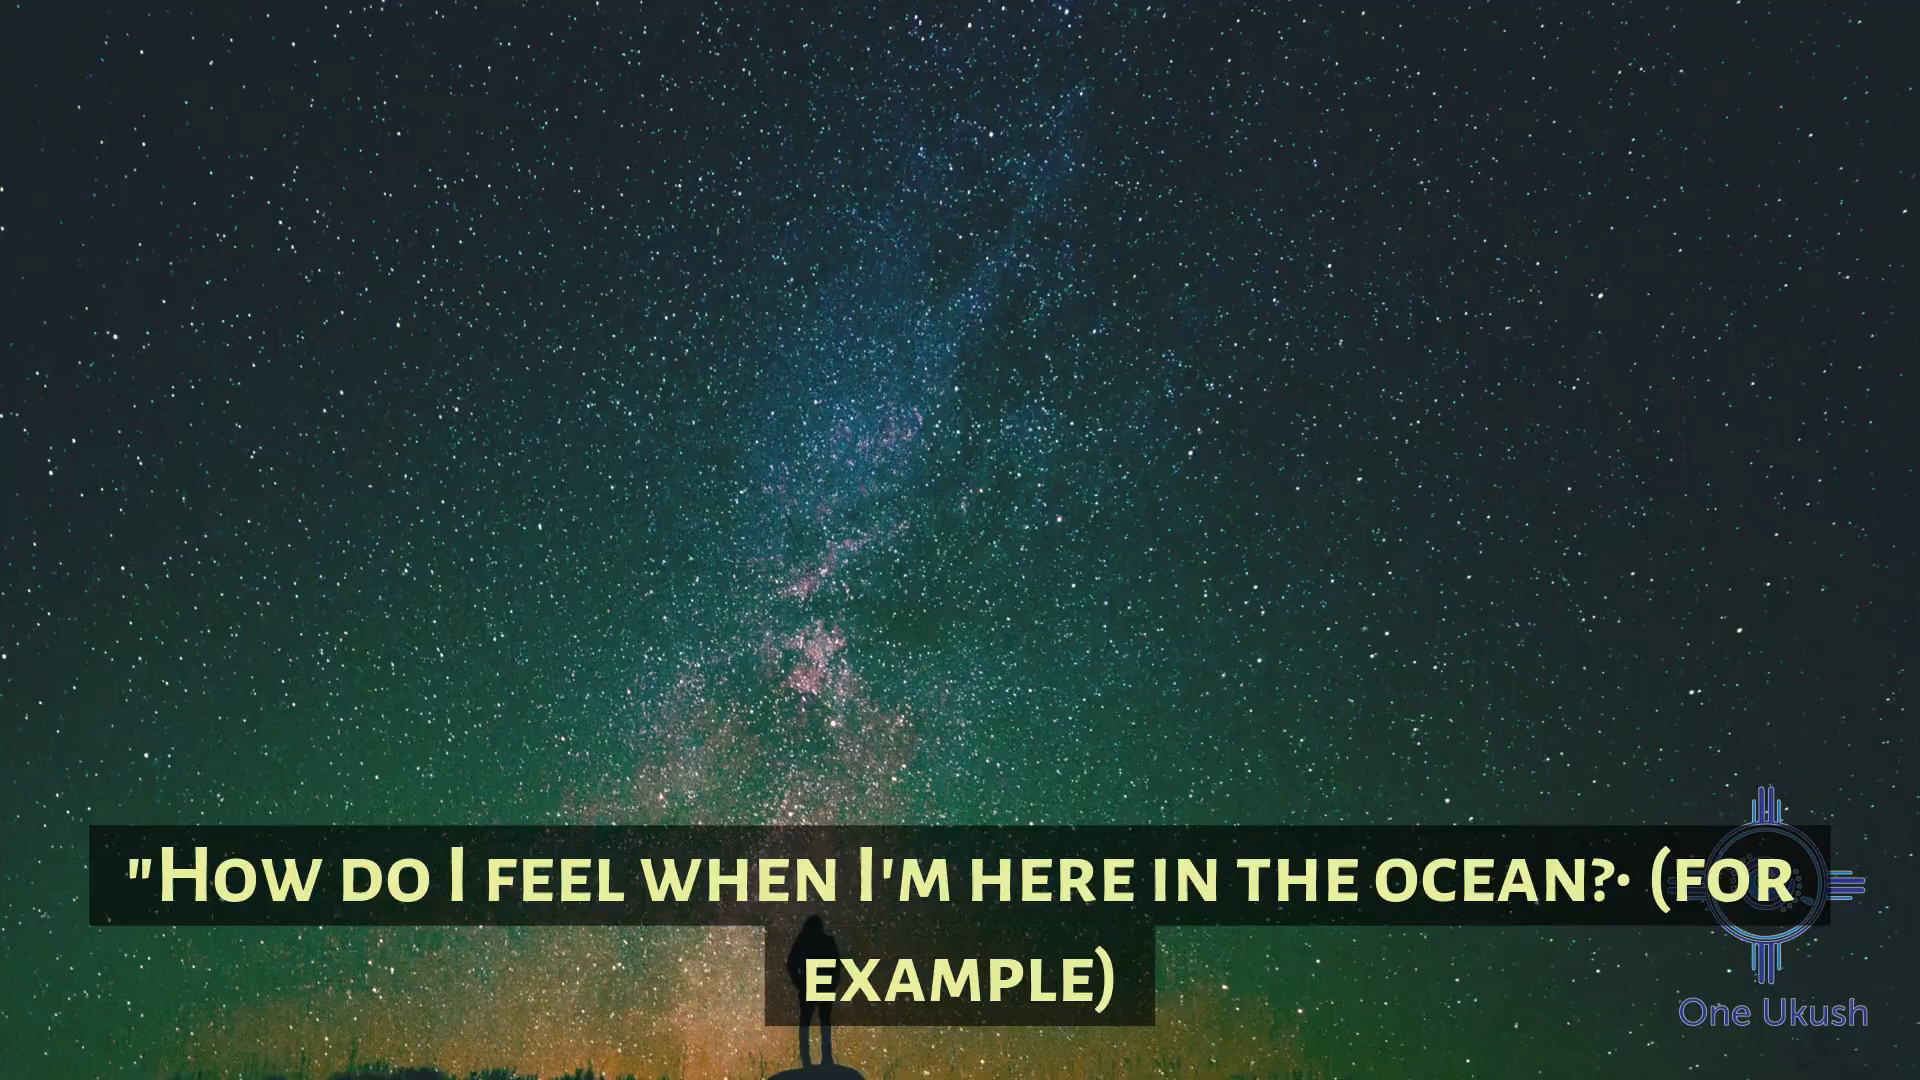 "How do I feel when I'm here in the ocean?· (for
example)
One Ukush